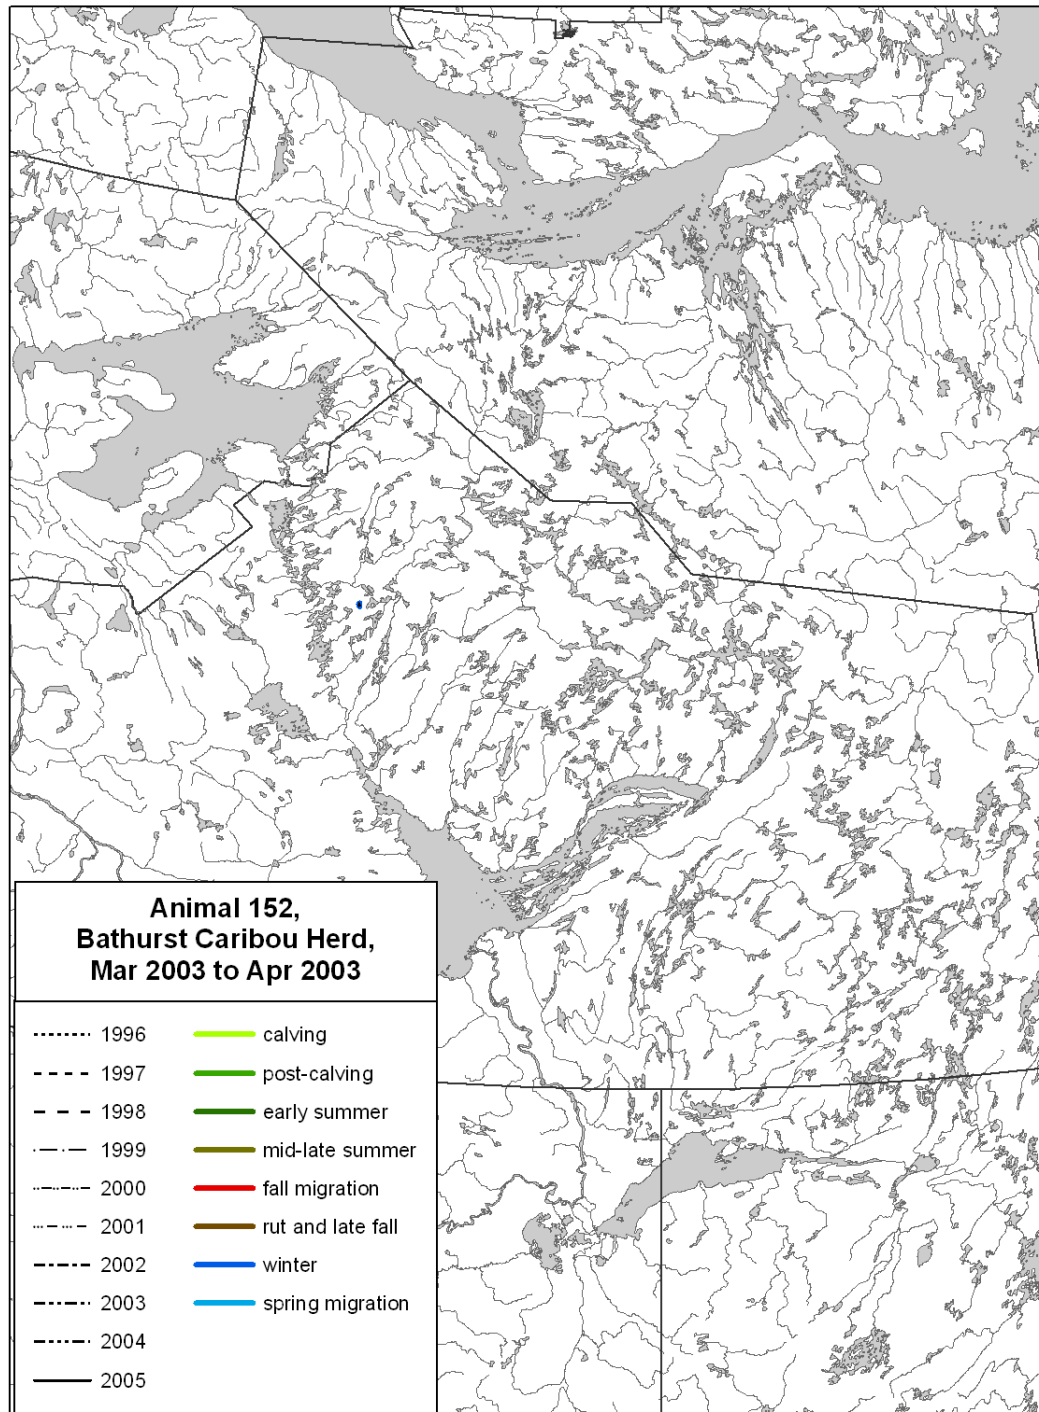 Animal 152,
Bathurst Caribou Herd,
Mar 2003 to Apr 2003
1996
1997
1998
1999
2000
2001
2002
2003
2004
2005
calving
post-calving
early summer
mid-late summer
fall migration
rut and late fall
winter
spring migration